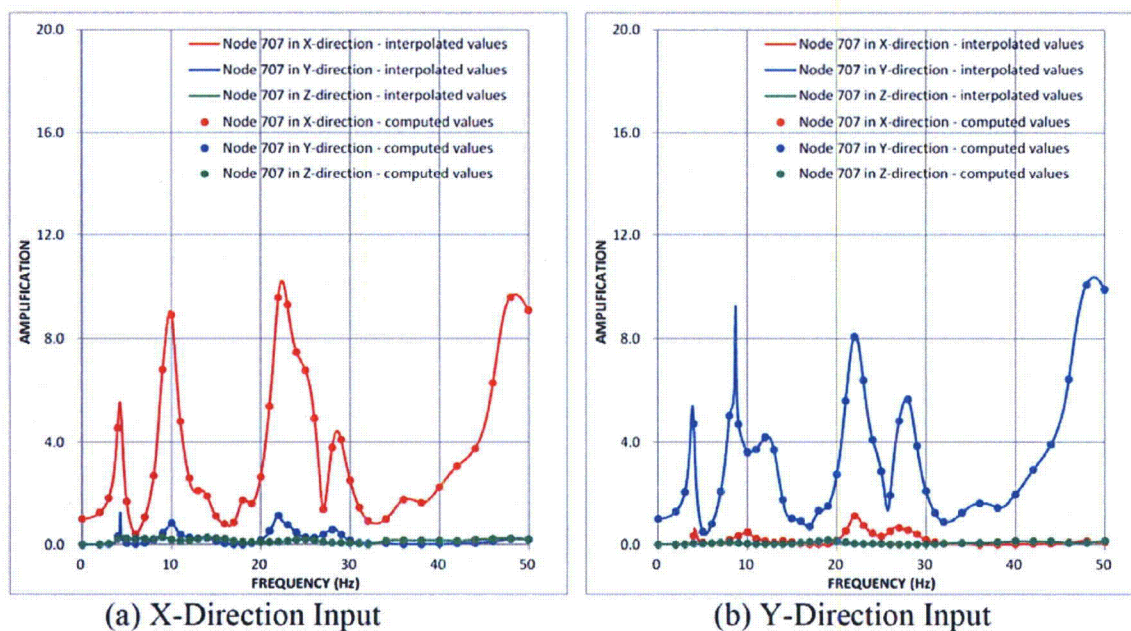 20.0
16.0
12.0
8.0
4.0
0.0
AMPLIFICATION
Node 707 in X-direction - interpolated values
Node 707 in Y-direction - interpolated values
Node 707 in Z-direction - interpolated values
Node 707 in X-direction - computed values
Node 707 in Y-direction - computed values
Node 707 in Z-direction - computed values
0 10 20 30 40 50
FREQUENCY (Hz)
(a) X-Direction Input
20.0
16.0
12.0
8.0
4.0
0.0
AMPLIFICATION
Node 707 in X-direction - interpolated values
Node 707 in Y-direction - interpolated values
Node 707 in Z-direction - interpolated values
Node 707 in X-direction - computed values
Node 707 in Y-direction - computed values
Node 707 in Z-direction - computed values
0 10 20 30 40 50
FREQUENCY (Hz)
(b) Y-Direction Input